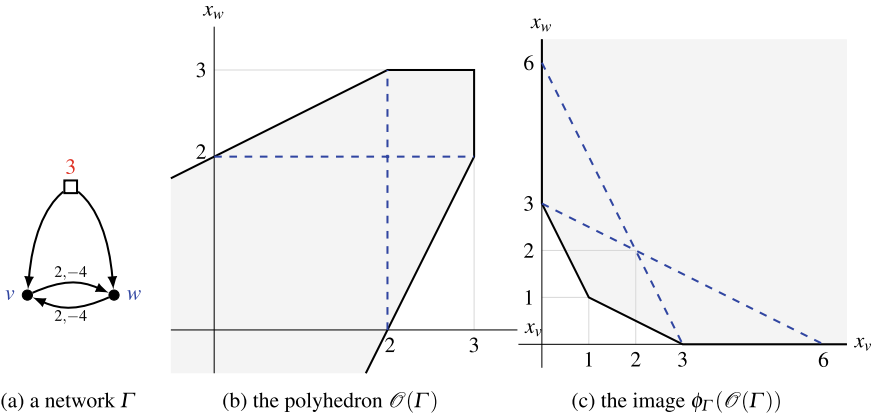 3
2,−4
v
w
2,−4
(a) a network Γ
x_w
3
2
x_v
2
3
(b) the polyhedron 𝒪(Γ)
x_w
6
3
2
1
x_v
1
2
3
6
(c) the image ϕ_Γ(𝒪(Γ))